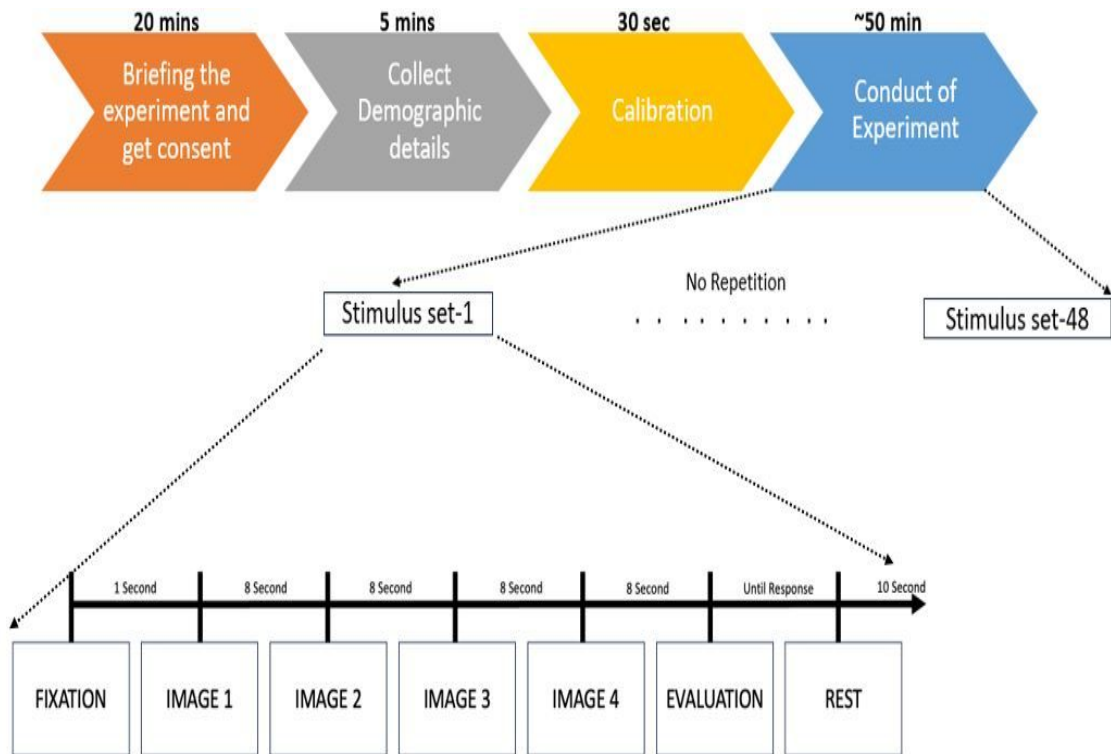 20 mins
5 mins
30 sec
~50 min
Briefing the
experiment and
get consent
Collect
Demographic
details
Calibration
Conduct of
Experiment
No Repetition
Stimulus set-1
. . . . . . . . .
Stimulus set-48
1 Second
8 Second
8 Second
8 Second
8 Second
Until Response
10 Second
FIXATION
IMAGE 1
IMAGE 2
IMAGE 3
IMAGE 4
EVALUATION
REST